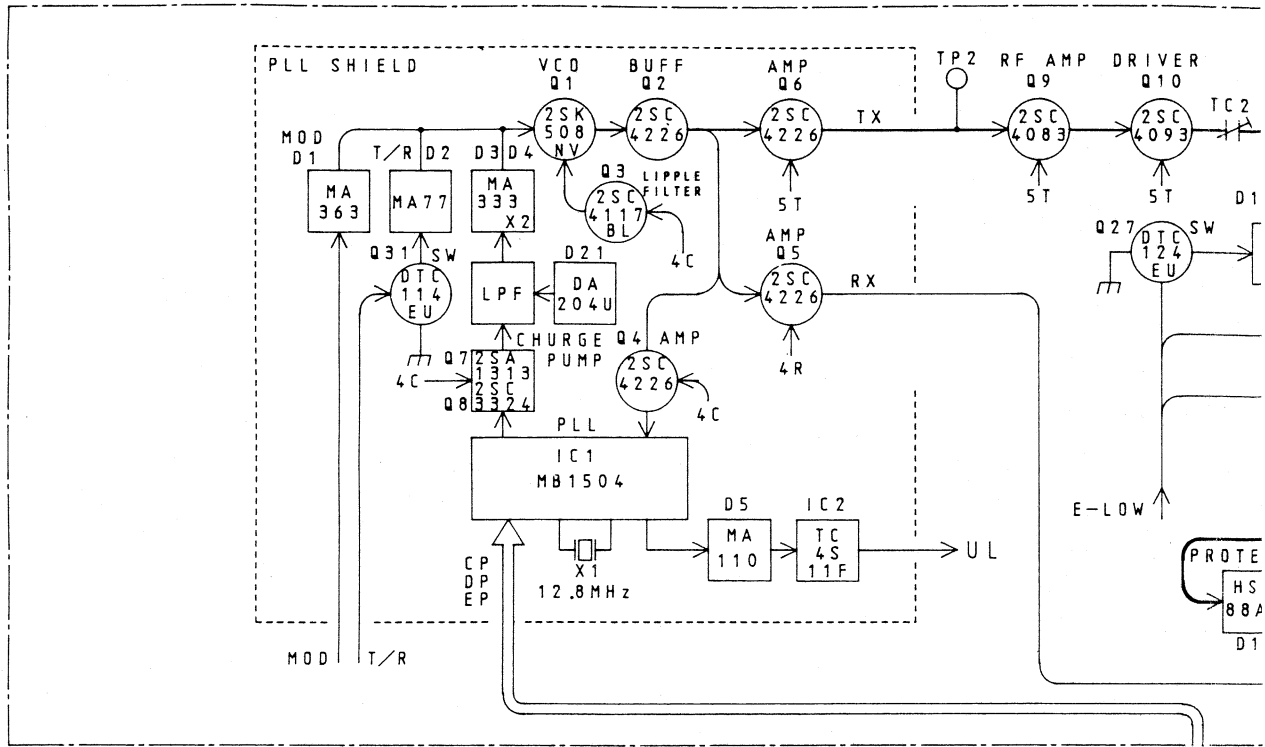 PLL SHIELD
VCO
Q1
BUFF
Q2
AMP
Q6
TP2
RF AMP
Q9
DRIVER
Q10
TC2
MOD
D1
T/R
D2
D3
D4
2SK
508
NV
2SC
4226
2SC
4226
TX
2SC
4083
2SC
4093
MA
363
MA77
MA
333
X2
Q3
LIPPLE
FILTER
2SC
4117
BL
4C
5T
5T
5T
Q31
SW
DTC
114
EU
LPF
D21
DA
204U
AMP
Q5
2SC
4226
RX
4R
Q27
SW
DTC
124
EU
D1
CHURGE
PUMP
Q7
2SA
1313
2SC
3324
Q8
4C
Q4
AMP
2SC
4226
4C
PLL
IC1
MB1504
E-LOW
CP
DP
EP
X1
12.8MHz
D5
MA
110
IC2
TC
4S
11F
UL
PROTE
HS
88A
D1
MOD
T/R